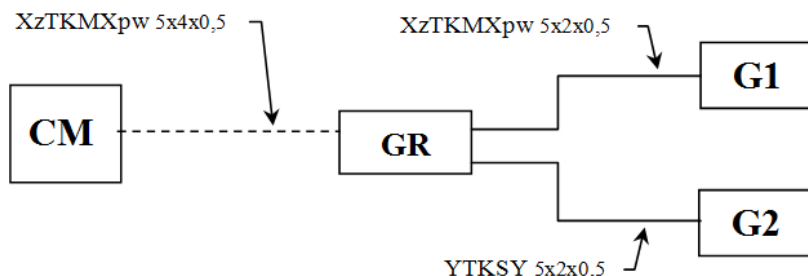 XzTKMXpw 5x4x0,5
XzTKMXpw 5x2x0,5
CM
GR
G1
G2
YTKSY 5x2x0,5